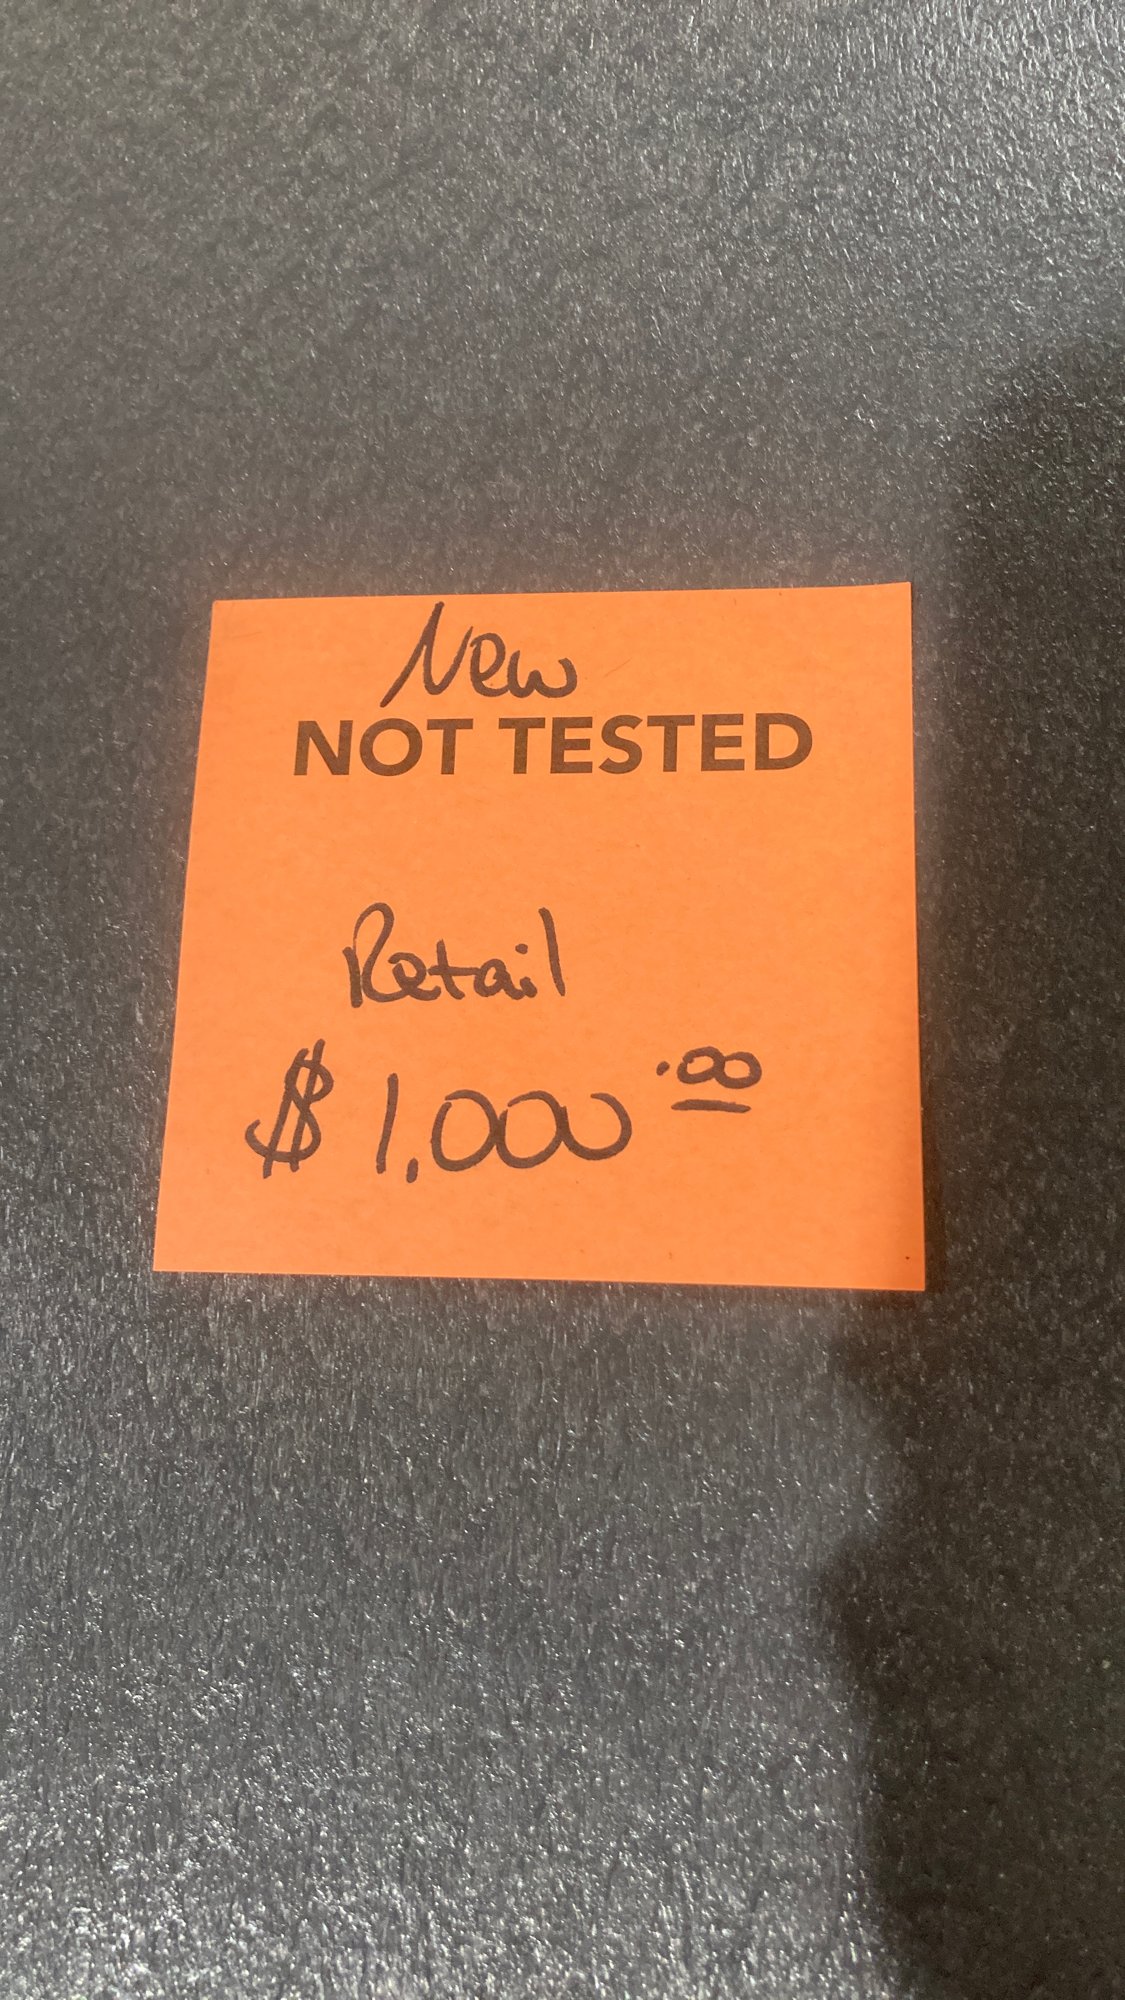 New
NOT TESTED
Retail
$ 1,000.00